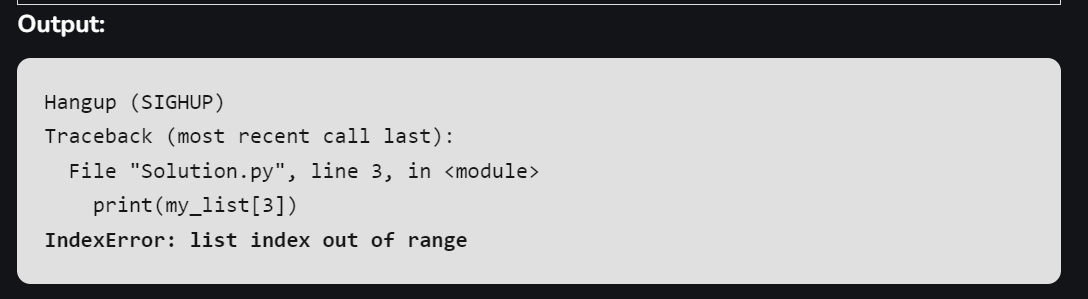 Output:
Hangup (SIGHUP)
Traceback (most recent call last):
  File "Solution.py", line 3, in <module>
    print(my_list[3])
IndexError: list index out of range